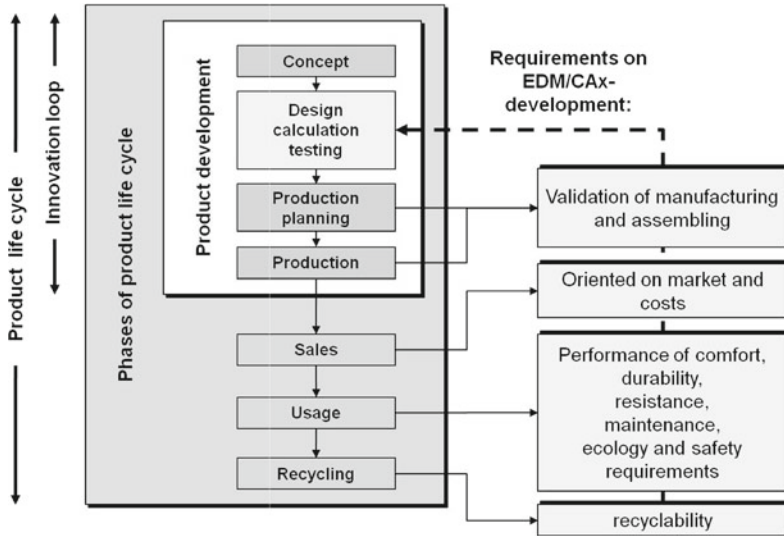 Product life cycle
Innovation loop
Phases of product life cycle
Product development
Concept
Design
calculation
testing
Production
planning
Production
Sales
Usage
Recycling
Requirements on
EDM/CAx-
development:
Validation of manufacturing
and assembling
Oriented on market and
costs
Performance of comfort,
durability,
resistance,
maintenance,
ecology and safety
requirements
recyclability